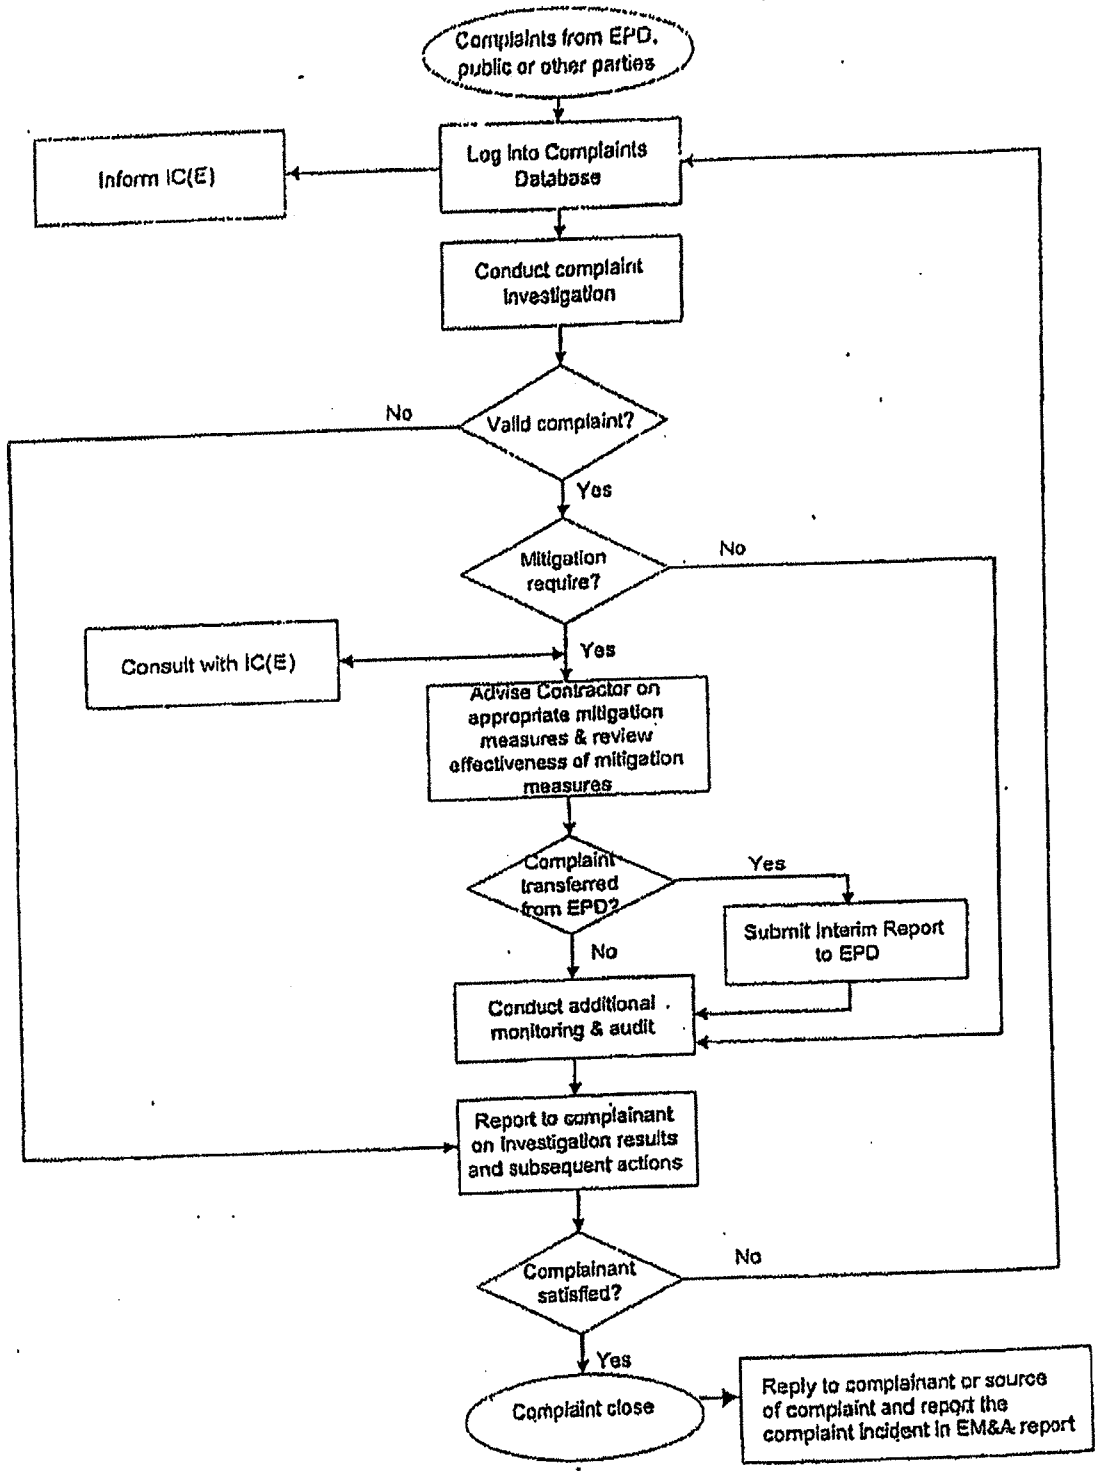 Complaints from EPD,
public or other parties
Log Into Complaints
Database
Inform IC(E)
Conduct complaint
Investigation
Valid complaint?
No
Yes
Mitigation
require?
No
Yes
Consult with IC(E)
Advise Contractor on
appropriate mitigation
measures & review
effectiveness of mitigation
measures
Complaint
transferred
from EPD?
Yes
Submit Interim Report
to EPD
No
Conduct additional
monitoring & audit
Report to complainant
on Investigation results
and subsequent actions
Complainant
satisfied?
No
Yes
Complaint close
Reply to complainant or source
of complaint and report the
complaint incident in EM&A report